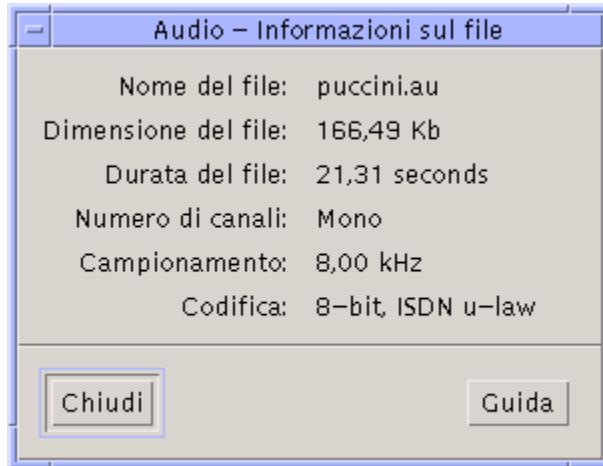 Audio – Informazioni sul file
Nome del file: puccini.au
Dimensione del file: 166,49 Kb
Durata del file: 21,31 seconds
Numero di canali: Mono
Campionamento: 8,00 kHz
Codifica: 8–bit, ISDN u–law
Chiudi Guida